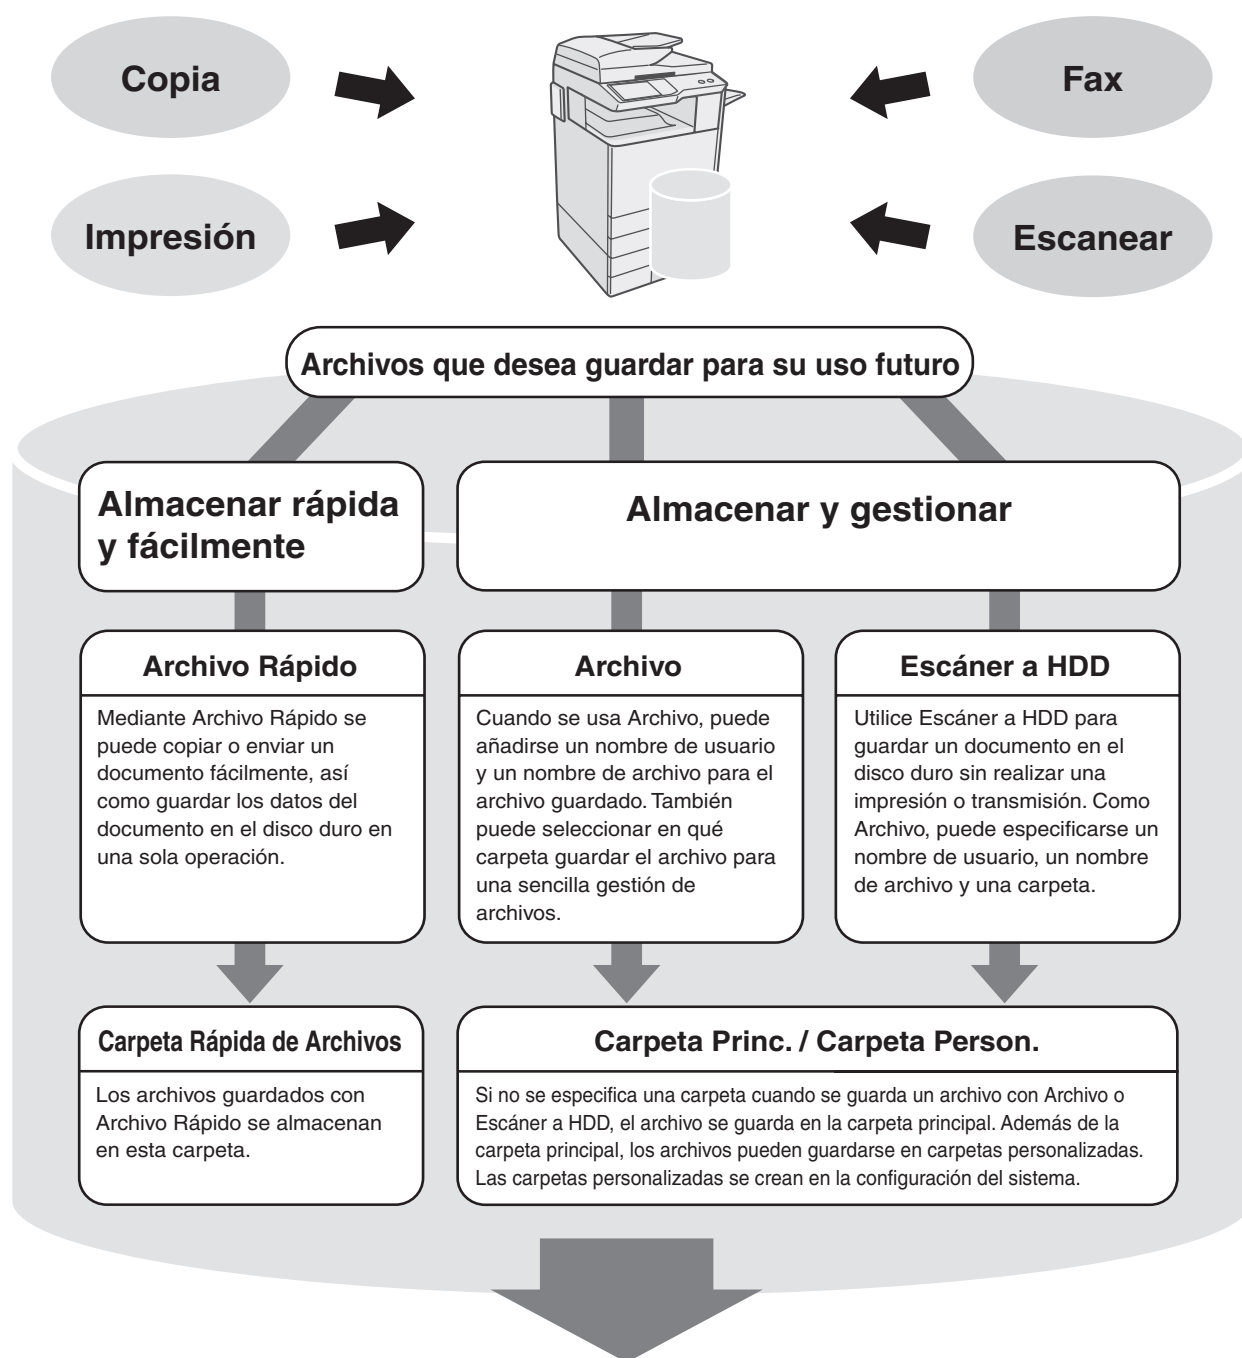 Copia
Fax
Impresión
Escanear
Archivos que desea guardar para su uso futuro
Almacenar rápida
y fácilmente
Almacenar y gestionar
Archivo Rápido
Mediante Archivo Rápido se
puede copiar o enviar un
documento fácilmente, así
como guardar los datos del
documento en el disco duro en
una sola operación.
Archivo
Cuando se usa Archivo, puede
añadirse un nombre de usuario
y un nombre de archivo para el
archivo guardado. También
puede seleccionar en qué
carpeta guardar el archivo para
una sencilla gestión de
archivos.
Escáner a HDD
Utilice Escáner a HDD para
guardar un documento en el
disco duro sin realizar una
impresión o transmisión. Como
Archivo, puede especificarse un
nombre de usuario, un nombre
de archivo y una carpeta.
Carpeta Rápida de Archivos
Los archivos guardados con
Archivo Rápido se almacenan
en esta carpeta.
Carpeta Princ. / Carpeta Person.
Si no se especifica una carpeta cuando se guarda un archivo con Archivo o
Escáner a HDD, el archivo se guarda en la carpeta principal. Además de la
carpeta principal, los archivos pueden guardarse en carpetas personalizadas.
Las carpetas personalizadas se crean en la configuración del sistema.